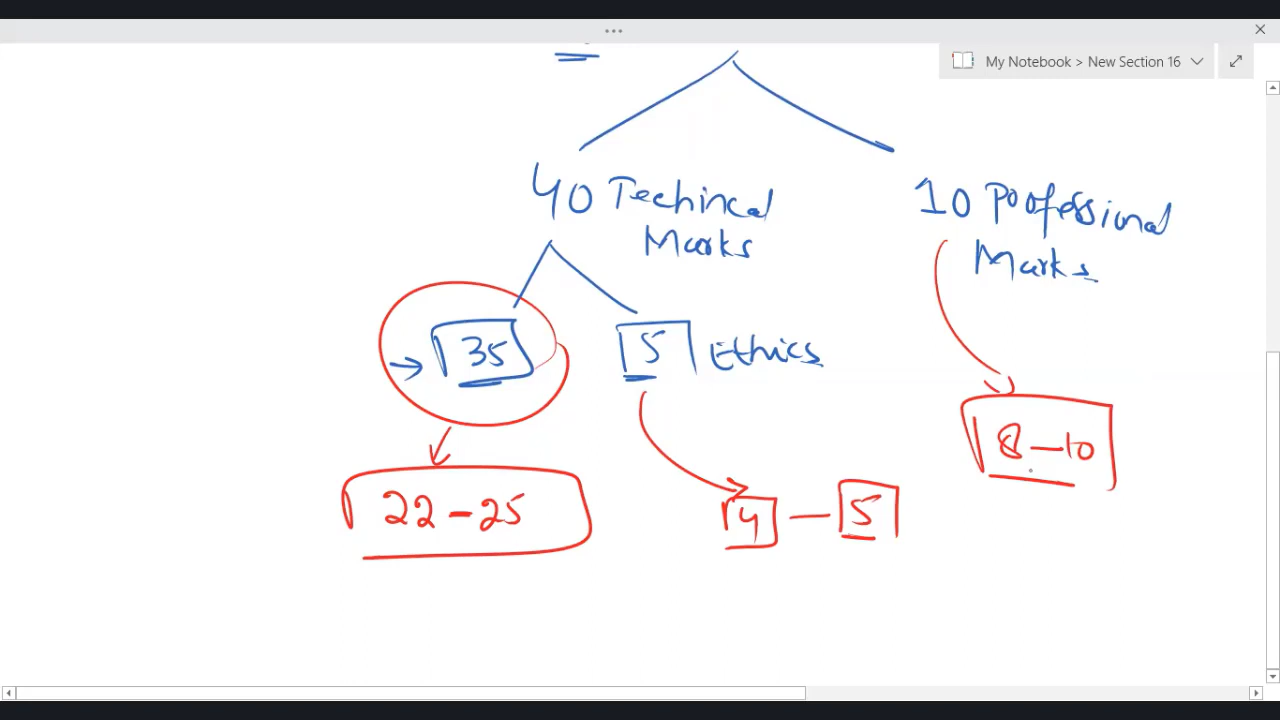 My Notebook > New Section 16
40 Techincal
Marks
10 Professional
Marks
35
5 Ethics
8-10
22-25
4 - 5